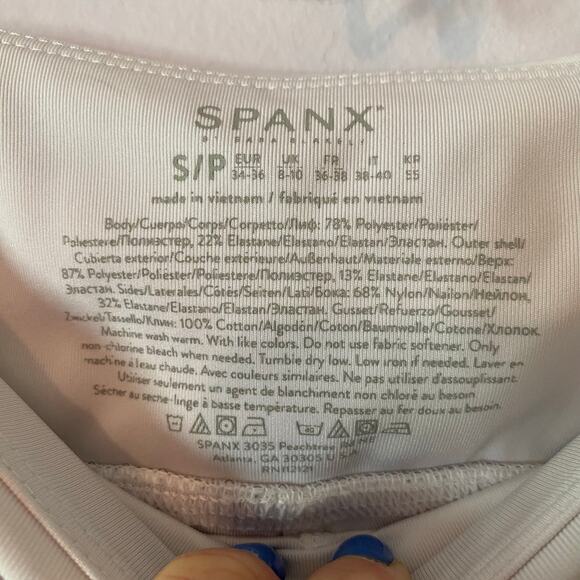 SPANX®
BY SARA BLAKELY
S/P EUR 34-36 UK 8-10 FR 36-38 IT 38-40 KR 55
made in vietnam / fabriqué en vietnam
Body/Cuerpo/Corps/Corpetto/Лиф: 78% Polyester/Poliéster/
Poliestere/Полиэстер, 22% Elastane/Elastano/Elastan/Эластан. Outer shell/
Cubierta exterior/Couche extérieure/Außenhaut/Materiale esterno/Верх:
87% Polyester/Poliéster/Poliestere/Полиэстер, 13% Elastane/Elastano/Elastan/
Эластан. Sides/Laterales/Côtés/Seiten/Lati/Бока: 68% Nylon/Nailon/Нейлон,
32% Elastane/Elastano/Elastan/Эластан. Gusset/Refuerzo/Gousset/
Zwickel/Tassello/Клин: 100% Cotton/Algodón/Coton/Baumwolle/Cotone/Хлопок.
Machine wash warm. With like colors. Do not use fabric softener. Only
non-chlorine bleach when needed. Tumble dry low. Low iron if needed. Laver en
machine à leau chaude. Avec couleurs similaires. Ne pas utiliser d'assouplissant.
Utiliser seulement un agent de blanchiment non chloré au besoin
Sécher au seche-linge à basse température. Repasser au fer doux au besoin.
SPANX 3035 Peachtree Rd NE
Atlanta, GA 30305 U
RN112121